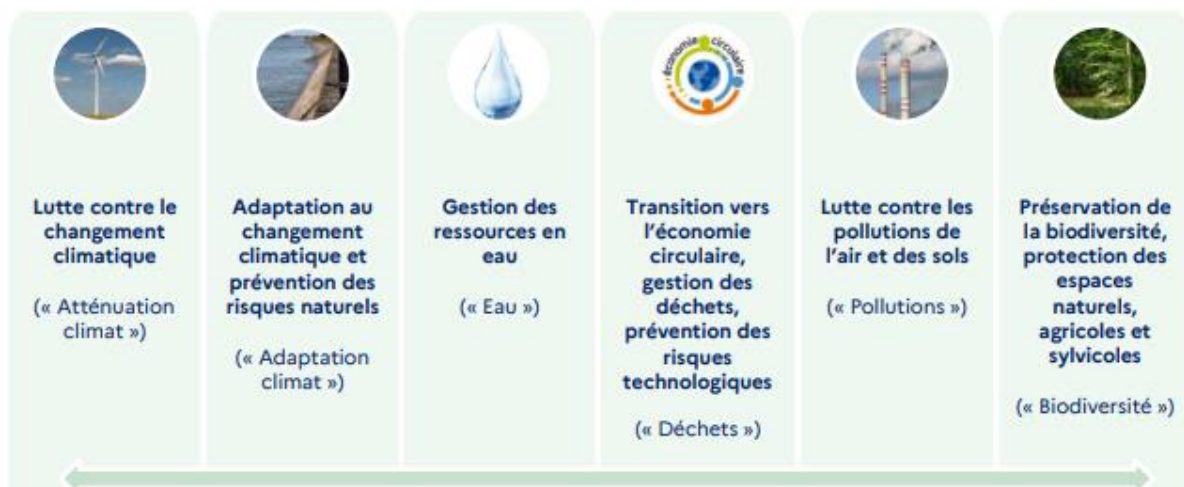 Lutte contre le
changement
climatique
(« Atténuation
climat »)
Adaptation au
changement
climatique et
prévention des
risques naturels
(« Adaptation
climat »)
Gestion des
ressources en
eau
(« Eau »)
économie circulaire
Transition vers
l’économie
circulaire,
gestion des
déchets,
prévention des
risques
technologiques
(« Déchets »)
Lutte contre les
pollutions de
l’air et des sols
(« Pollutions »)
Préservation de
la biodiversité,
protection des
espaces
naturels,
agricoles et
sylvicoles
(« Biodiversité »)